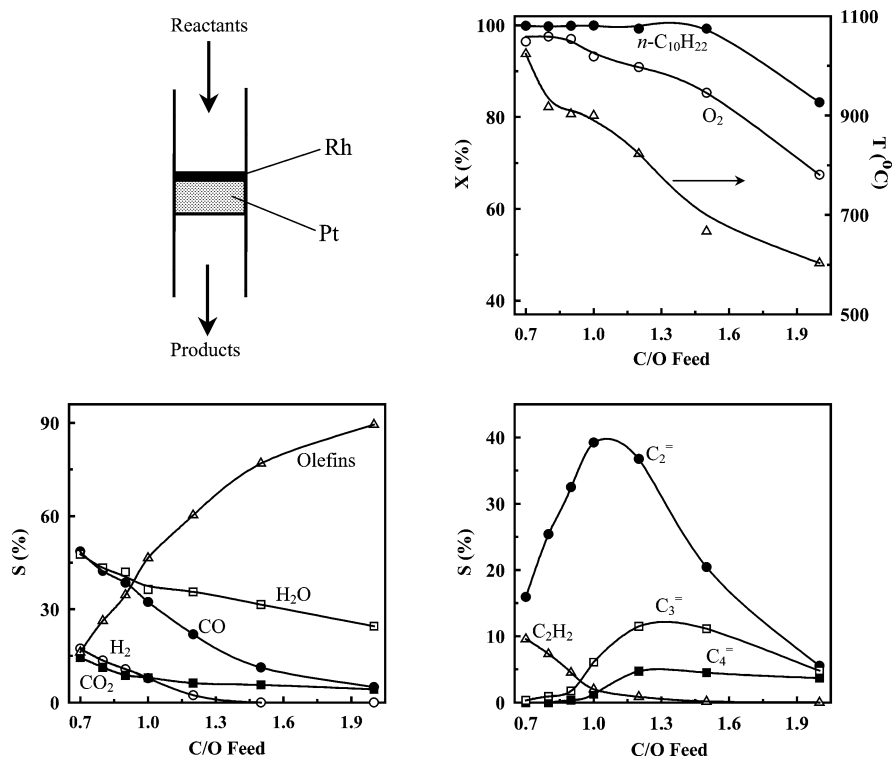 Reactants
Rh
Pt
Products
100
80
60
40
X (%)
n-C₁₀H₂₂
O₂
1100
900
700
500
T (⁰C)
0.7 1.0 1.3 1.6 1.9
C/O Feed
90
60
30
0
S (%)
Olefins
H₂O
CO
H₂
CO₂
0.7 1.0 1.3 1.6 1.9
C/O Feed
40
30
20
10
0
S (%)
C₂⁼
C₃⁼
C₂H₂
C₄⁼
0.7 1.0 1.3 1.6 1.9
C/O Feed